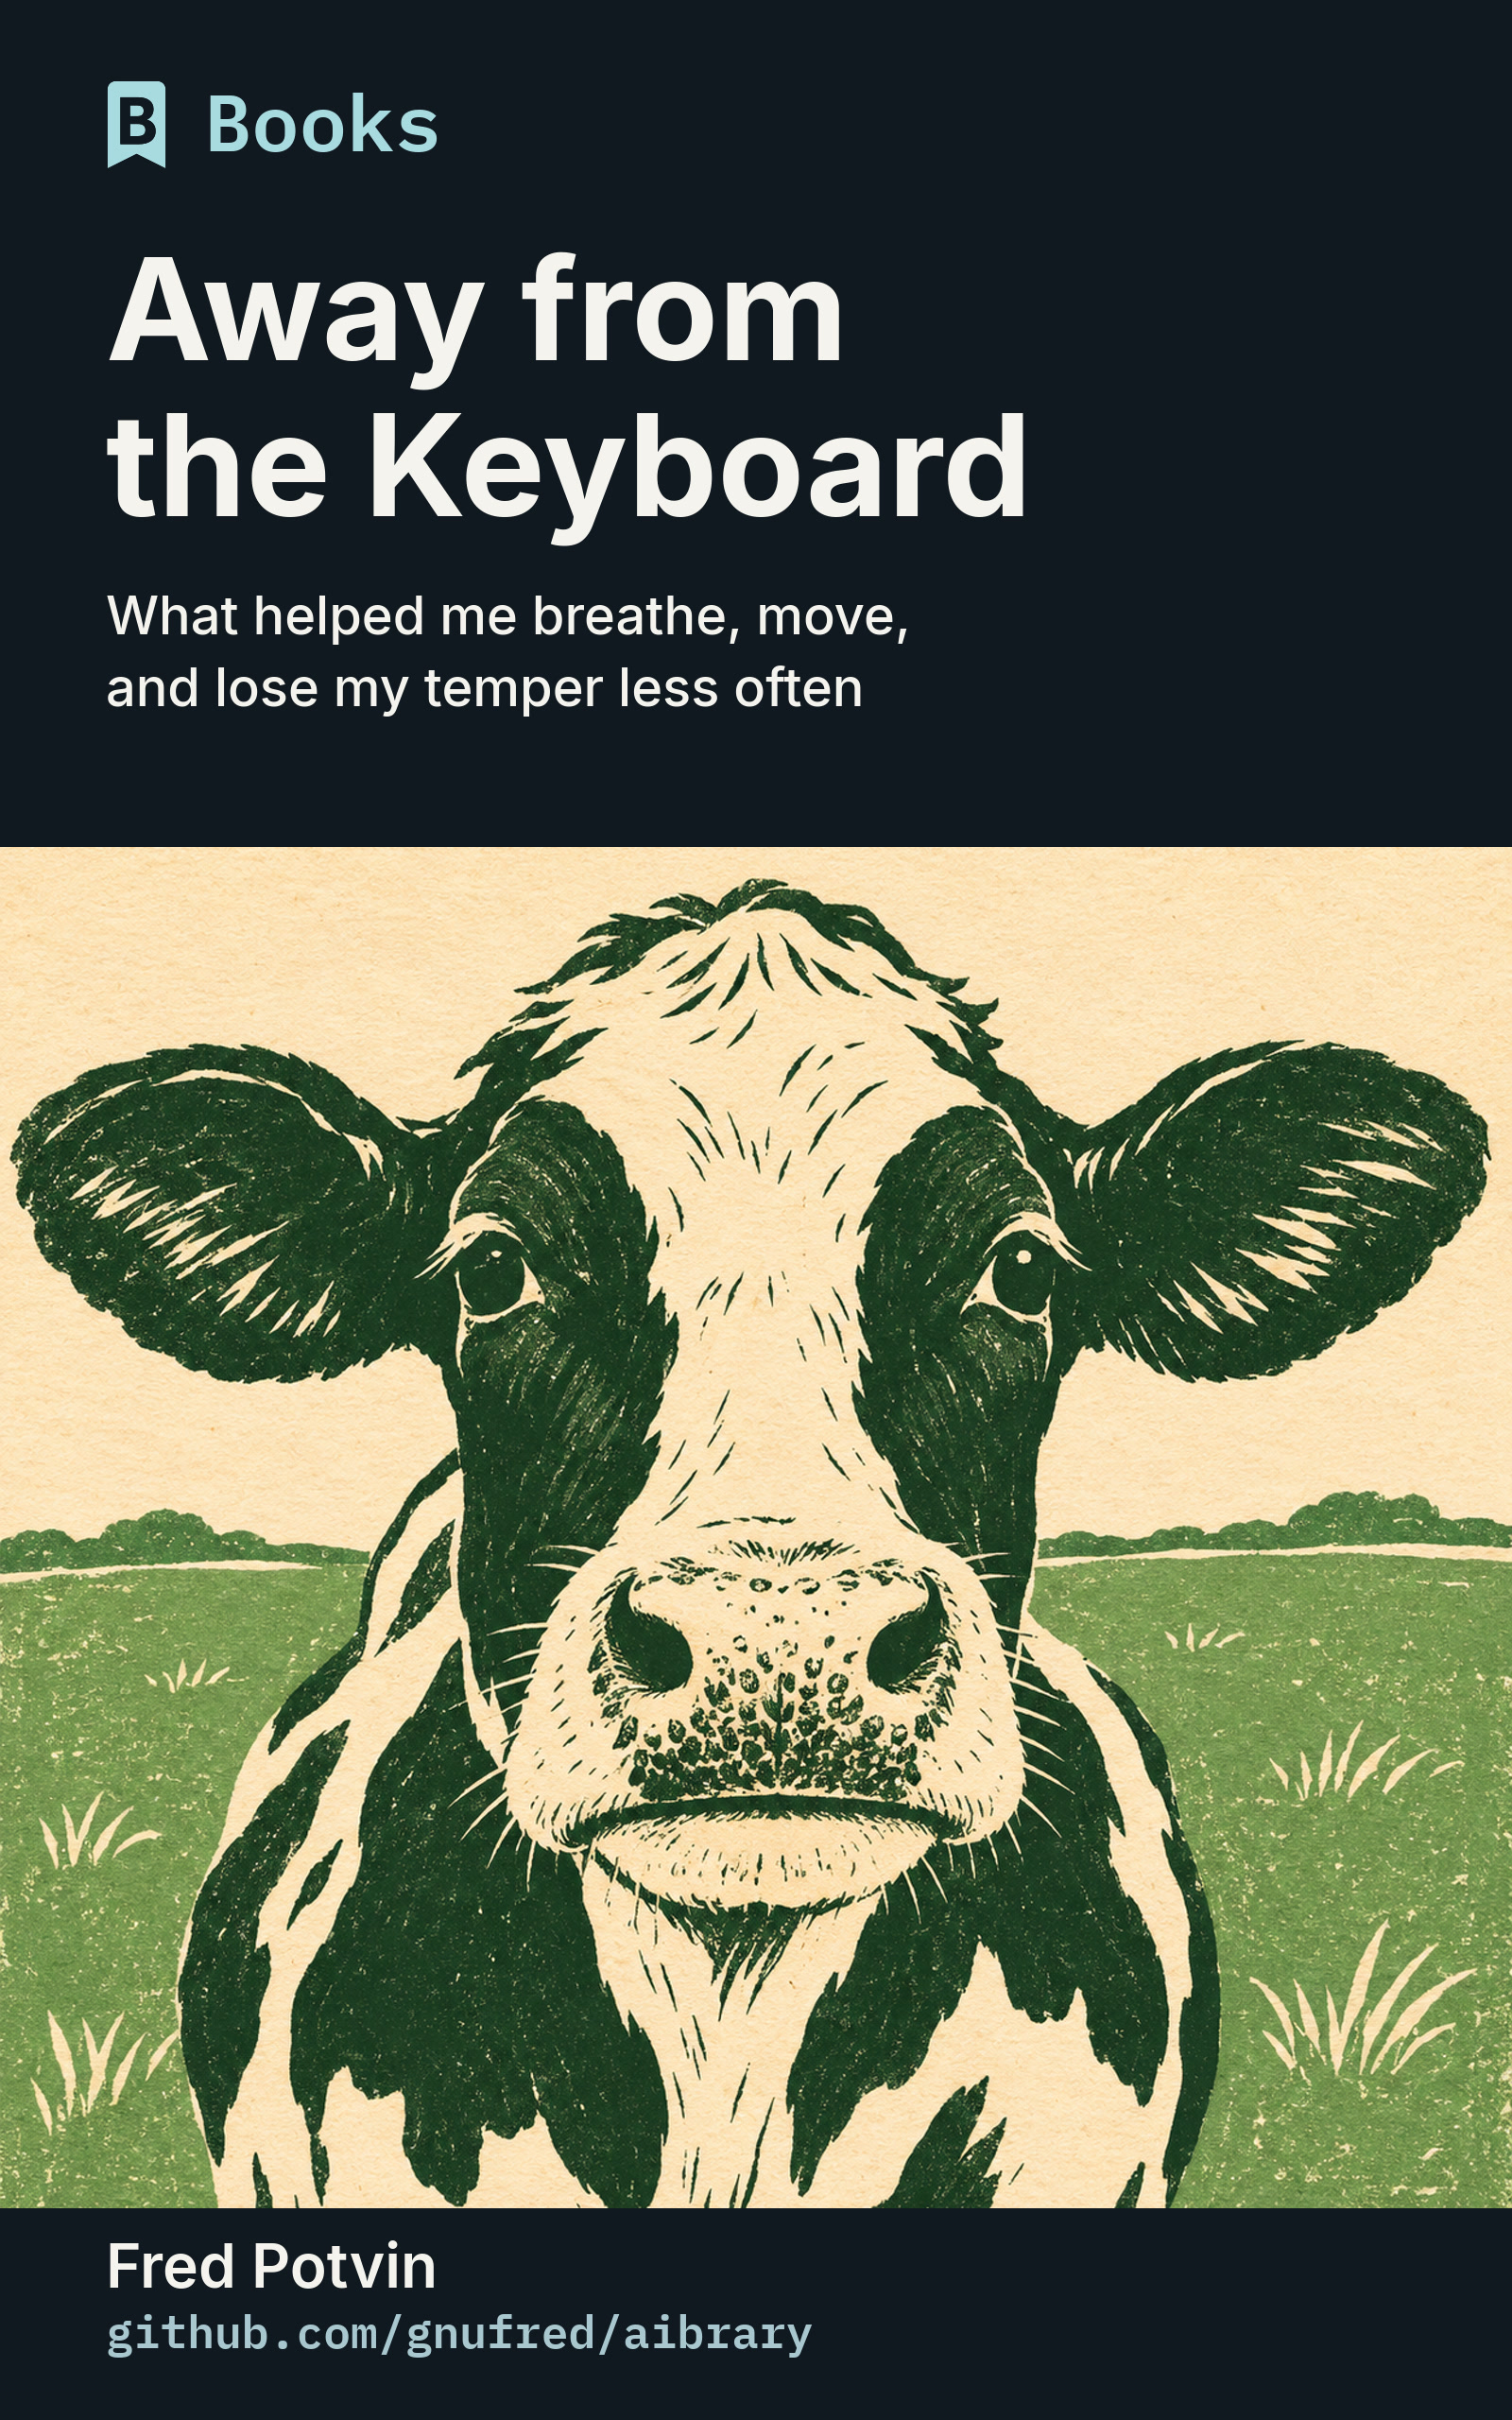 B Books
Away from
the Keyboard
What helped me breathe, move,
and lose my temper less often
Fred Potvin
github.com/gnufred/aibrary